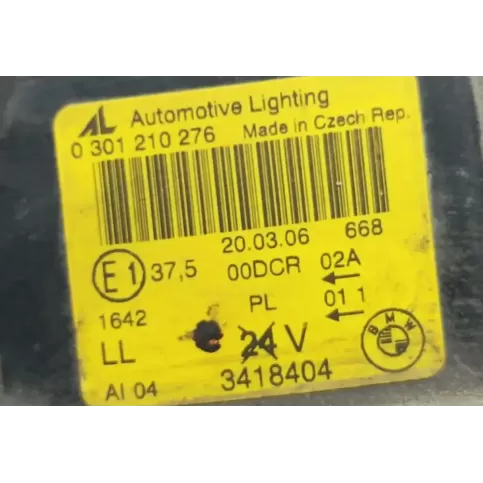 AL Automotive Lighting
0 301 210 276 Made in Czech Rep.
20.03.06 668
E1 37,5 00DCR 02A
1642 PL 01 1
LL 24 V
AI 04 3418404
BMW